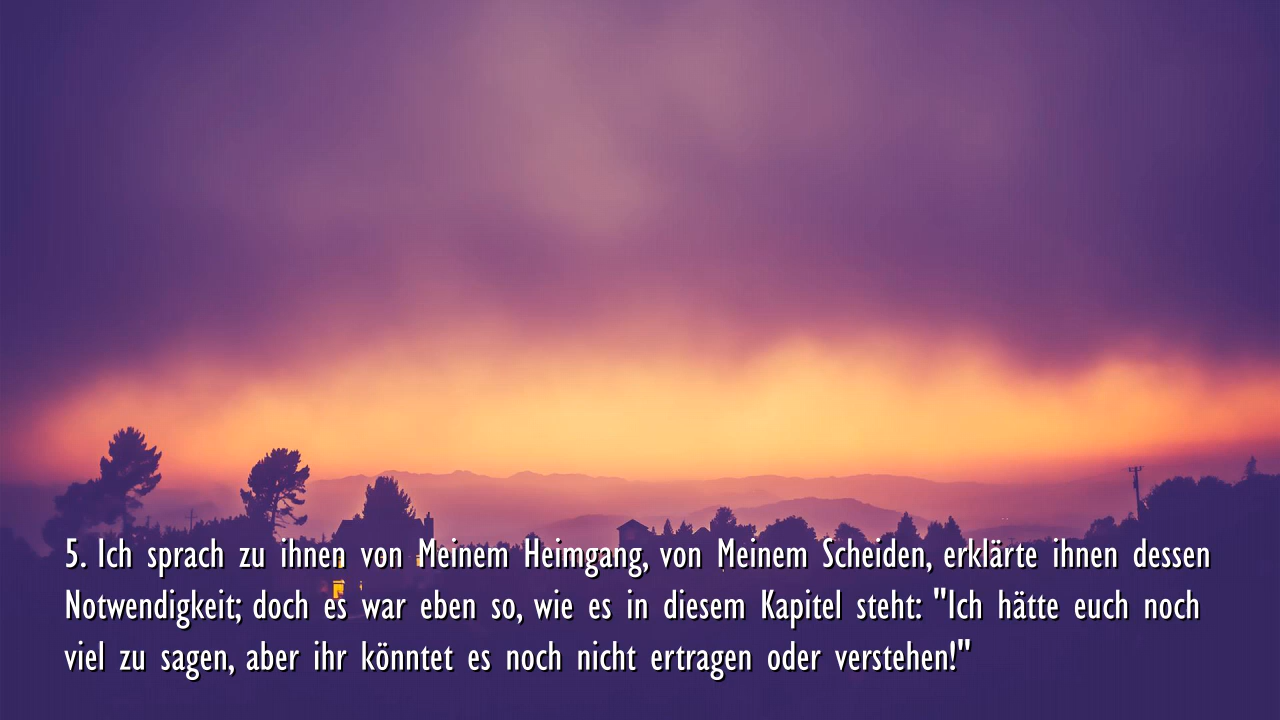 5. Ich sprach zu ihnen von Meinem Heimgang, von Meinem Scheiden, erklärte ihnen dessen
Notwendigkeit; doch es war eben so, wie es in diesem Kapitel steht: "Ich hätte euch noch
viel zu sagen, aber ihr könntet es noch nicht ertragen oder verstehen!"